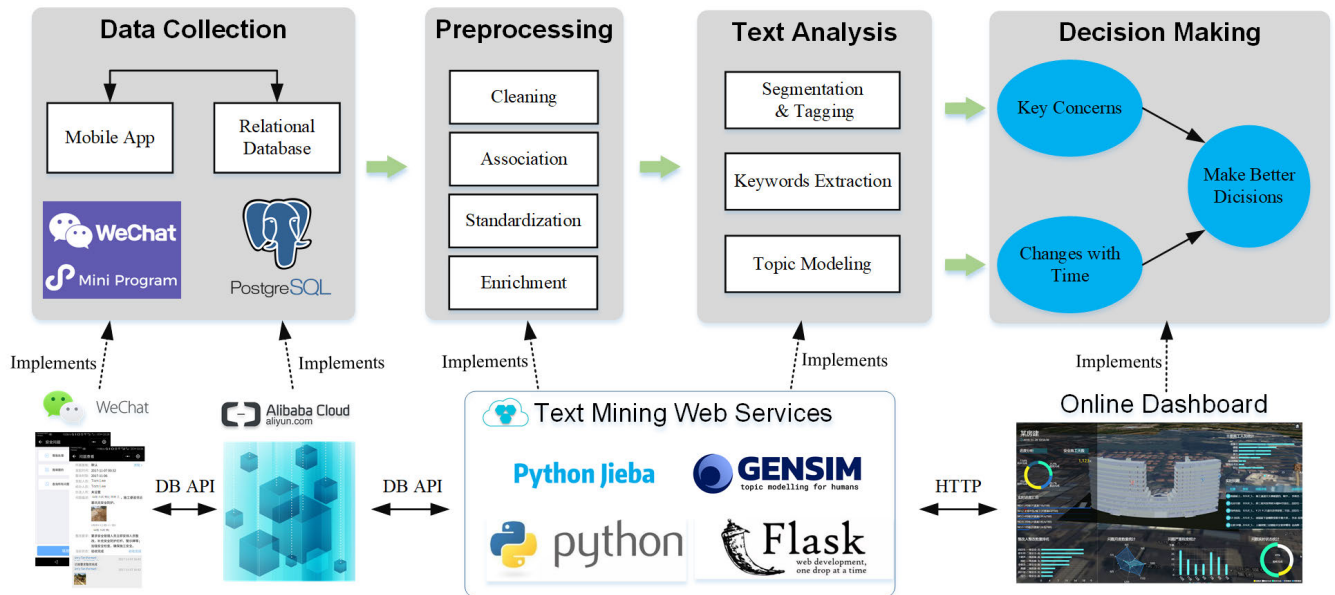 Data Collection
Mobile App
Relational
Database
WeChat
Mini Program
PostgreSQL
Preprocessing
Cleaning
Association
Standardization
Enrichment
Text Analysis
Segmentation
& Tagging
Keywords Extraction
Topic Modeling
Decision Making
Key Concerns
Make Better
Dicisions
Changes with
Time
Implements
Implements
Implements
Implements
Implements
WeChat
Alibaba Cloud
aliyun.com
DB API
DB API
Text Mining Web Services
Python Jieba
GENSIM
topic modelling for humans
python
Flask
web development,
one drop at a time
HTTP
Online Dashboard
某房建